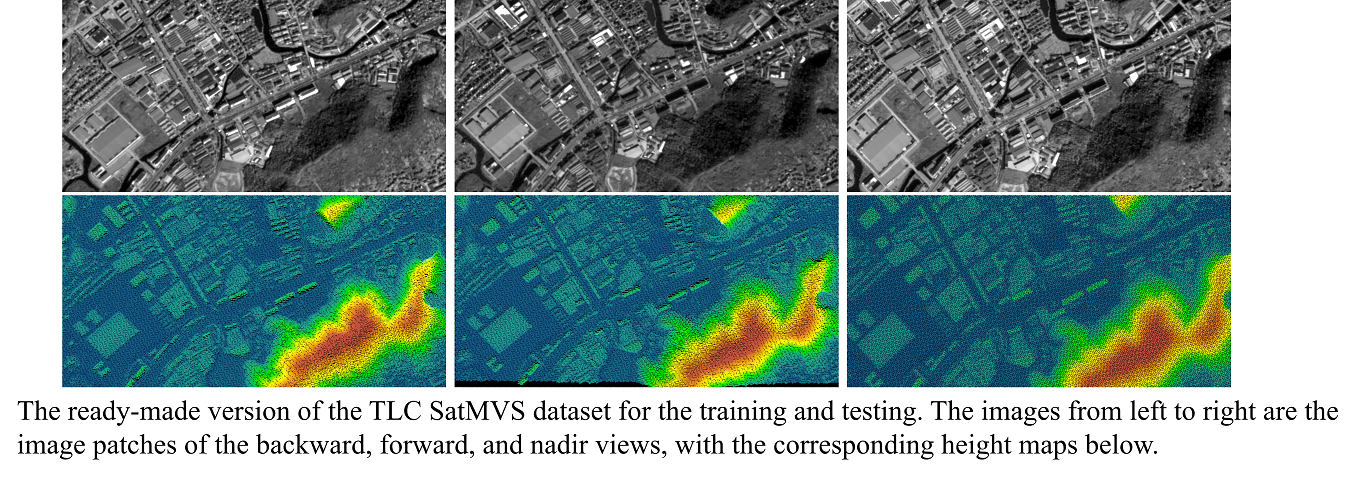 The ready-made version of the TLC SatMVS dataset for the training and testing. The images from left to right are the
image patches of the backward, forward, and nadir views, with the corresponding height maps below.